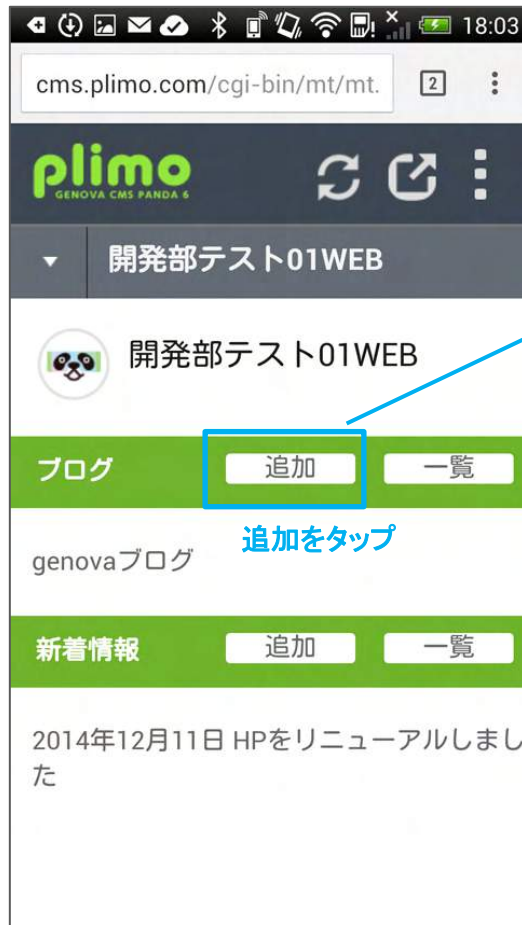 18:03
cms.plimo.com/cgi-bin/mt/mt.
2
plimo
GENOVA CMS PANDA 6
開発部テスト01WEB
開発部テスト01WEB
ブログ 追加 一覧
追加をタップ
genovaブログ
新着情報 追加 一覧
2014年12月11日 HPをリニューアルしまし
た